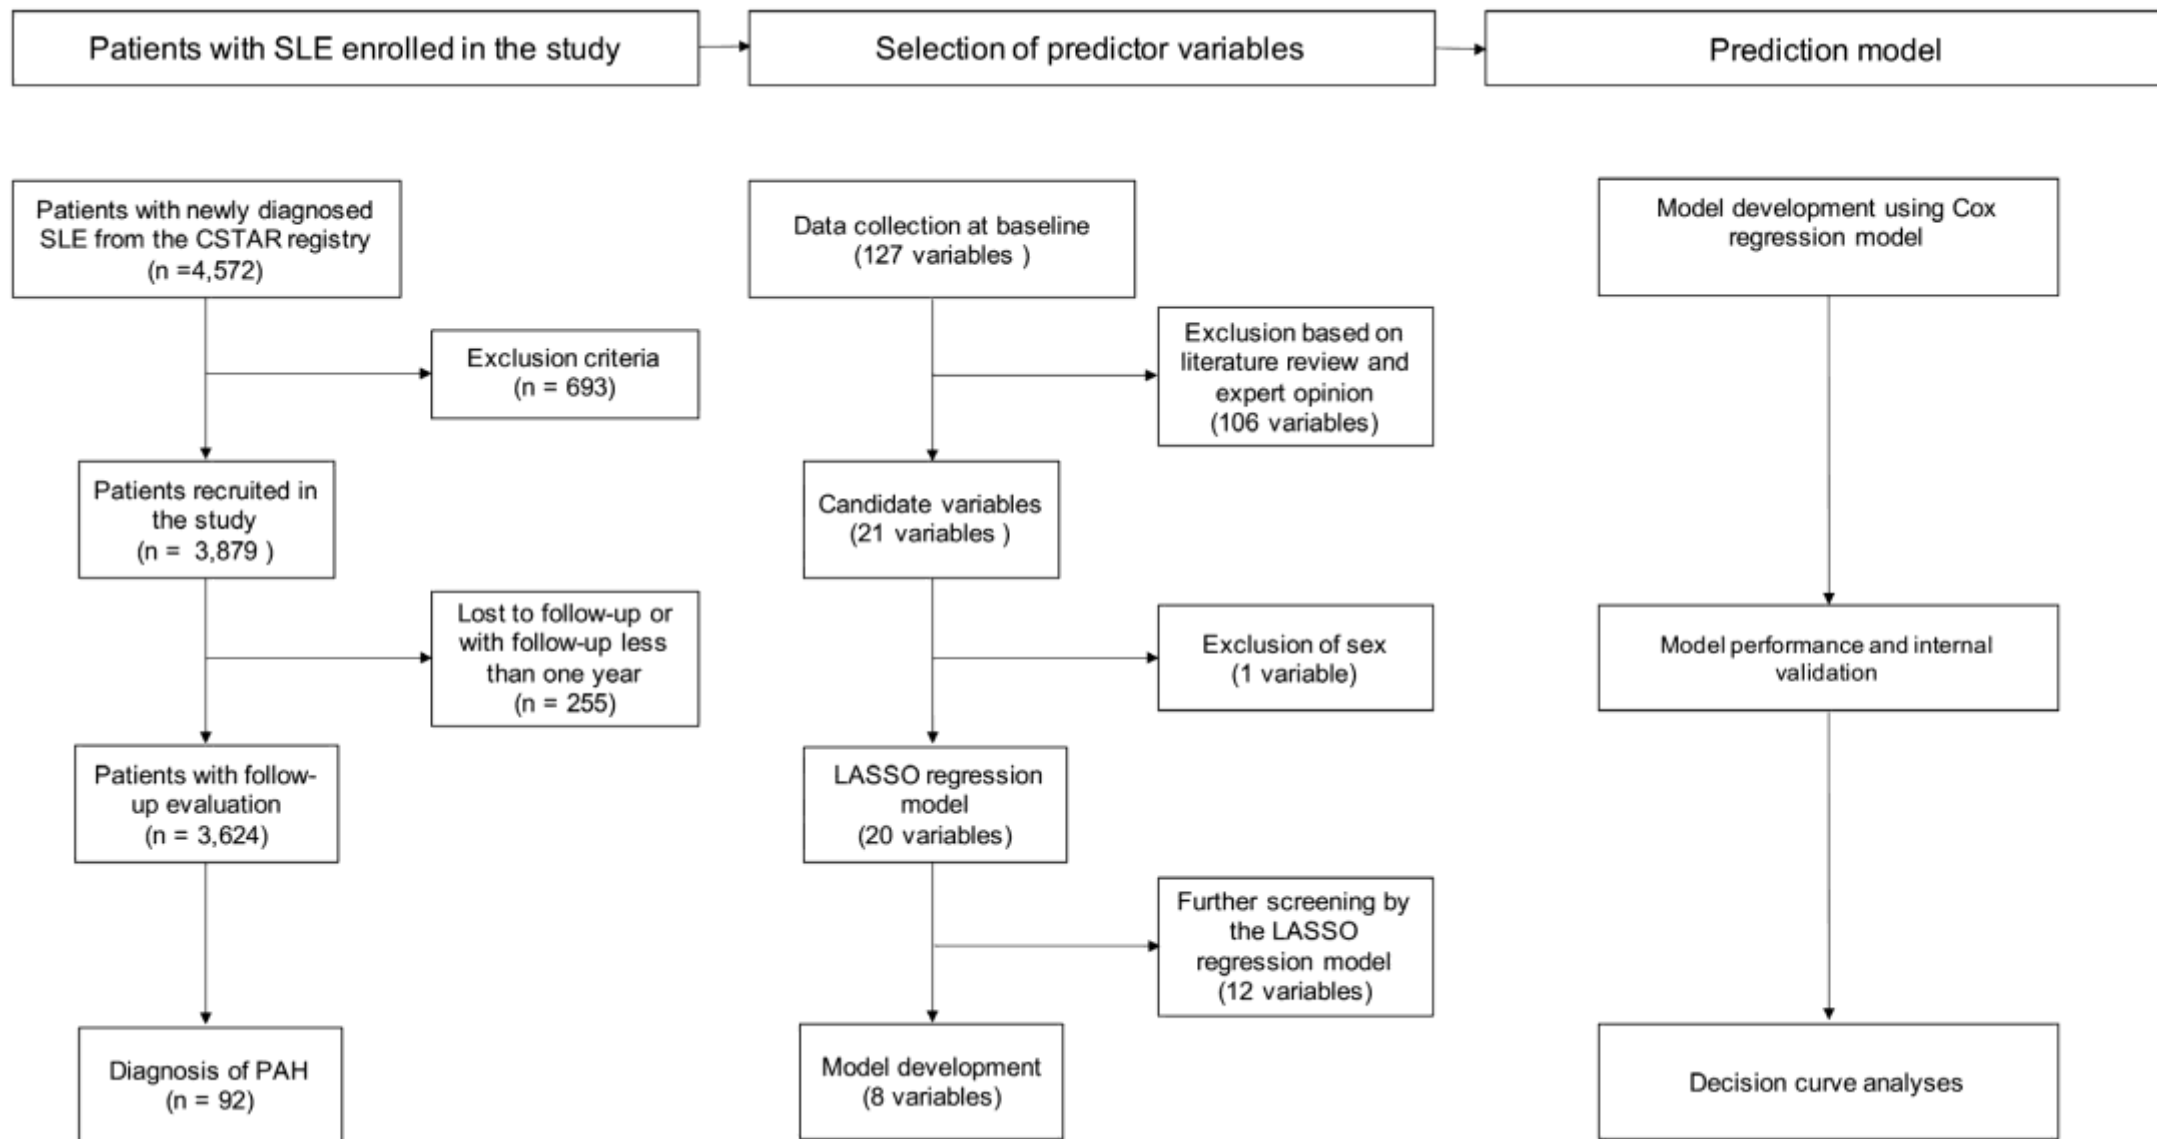 Patients with SLE enrolled in the study
Selection of predictor variables
Prediction model
Patients with newly diagnosed
SLE from the CSTAR registry
(n =4,572)
Exclusion criteria
(n = 693)
Patients recruited in
the study
(n = 3,879 )
Lost to follow-up or
with follow-up less
than one year
(n = 255)
Patients with follow-
up evaluation
(n = 3,624)
Diagnosis of PAH
(n = 92)
Data collection at baseline
(127 variables )
Exclusion based on
literature review and
expert opinion
(106 variables)
Candidate variables
(21 variables )
Exclusion of sex
(1 variable)
LASSO regression
model
(20 variables)
Further screening by
the LASSO
regression model
(12 variables)
Model development
(8 variables)
Model development using Cox
regression model
Model performance and internal
validation
Decision curve analyses